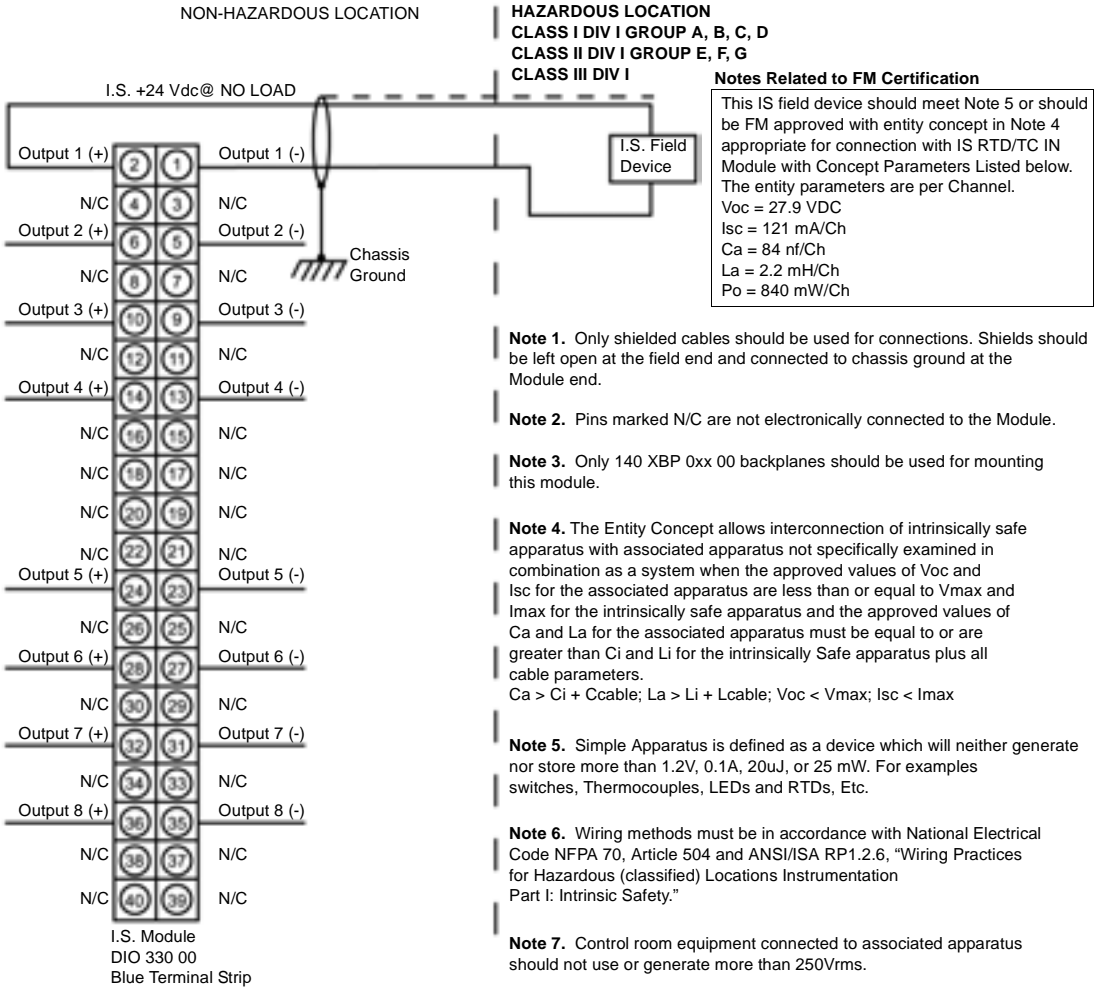 NON-HAZARDOUS LOCATION
HAZARDOUS LOCATION
CLASS I DIV I GROUP A, B, C, D
CLASS II DIV I GROUP E, F, G
CLASS III DIV I
I.S. +24 Vdc@ NO LOAD
I.S. Field
Device
Chassis
Ground
Output 1 (+) 2 1 Output 1 (-)
N/C 4 3 N/C
Output 2 (+) 6 5 Output 2 (-)
N/C 8 7 N/C
Output 3 (+) 10 9 Output 3 (-)
N/C 12 11 N/C
Output 4 (+) 14 13 Output 4 (-)
N/C 16 15 N/C
N/C 18 17 N/C
N/C 20 19 N/C
N/C 22 21 N/C
Output 5 (+) 24 23 Output 5 (-)
N/C 26 25 N/C
Output 6 (+) 28 27 Output 6 (-)
N/C 30 29 N/C
Output 7 (+) 32 31 Output 7 (-)
N/C 34 33 N/C
Output 8 (+) 36 35 Output 8 (-)
N/C 38 37 N/C
N/C 40 39 N/C
I.S. Module
DIO 330 00
Blue Terminal Strip
Notes Related to FM Certification
This IS field device should meet Note 5 or should
be FM approved with entity concept in Note 4
appropriate for connection with IS RTD/TC IN
Module with Concept Parameters Listed below.
The entity parameters are per Channel.
Voc = 27.9 VDC
Isc = 121 mA/Ch
Ca = 84 nf/Ch
La = 2.2 mH/Ch
Po = 840 mW/Ch
Note 1. Only shielded cables should be used for connections. Shields should
be left open at the field end and connected to chassis ground at the
Module end.
Note 2. Pins marked N/C are not electronically connected to the Module.
Note 3. Only 140 XBP 0xx 00 backplanes should be used for mounting
this module.
Note 4. The Entity Concept allows interconnection of intrinsically safe
apparatus with associated apparatus not specifically examined in
combination as a system when the approved values of Voc and
Isc for the associated apparatus are less than or equal to Vmax and
Imax for the intrinsically safe apparatus and the approved values of
Ca and La for the associated apparatus must be equal to or are
greater than Ci and Li for the intrinsically Safe apparatus plus all
cable parameters.
Ca > Ci + Ccable; La > Li + Lcable; Voc < Vmax; Isc < Imax
Note 5. Simple Apparatus is defined as a device which will neither generate
nor store more than 1.2V, 0.1A, 20uJ, or 25 mW. For examples
switches, Thermocouples, LEDs and RTDs, Etc.
Note 6. Wiring methods must be in accordance with National Electrical
Code NFPA 70, Article 504 and ANSI/ISA RP1.2.6, “Wiring Practices
for Hazardous (classified) Locations Instrumentation
Part I: Intrinsic Safety.”
Note 7. Control room equipment connected to associated apparatus
should not use or generate more than 250Vrms.